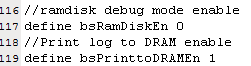 116 //ramdisk debug mode enable
117 define bsRamDiskEn 0
118 //Print log to DRAM enable
119 define bsPrinttoDRAMEn 1